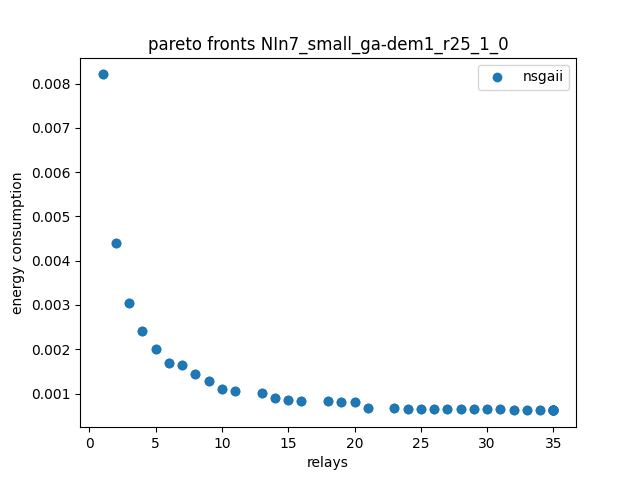 pareto fronts NIn7_small_ga-dem1_r25_1_0
nsgaii
energy consumption
0.008
0.007
0.006
0.005
0.004
0.003
0.002
0.001
0 5 10 15 20 25 30 35
relays